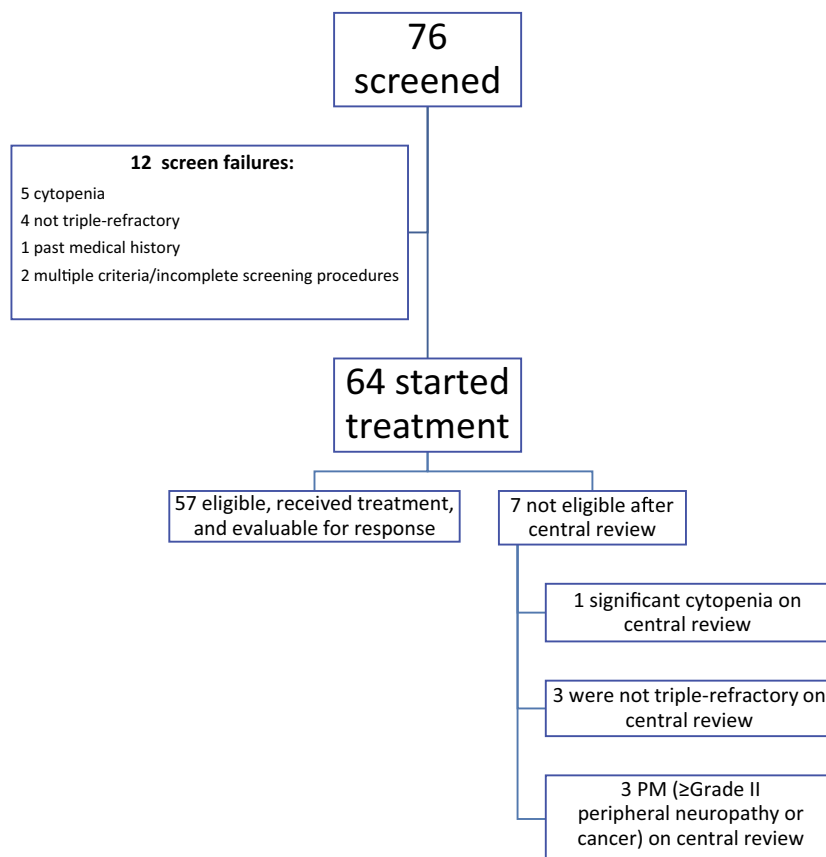 76
screened
12 screen failures:
5 cytopenia
4 not triple-refractory
1 past medical history
2 multiple criteria/incomplete screening procedures
64 started
treatment
57 eligible, received treatment,
and evaluable for response
7 not eligible after
central review
1 significant cytopenia on
central review
3 were not triple-refractory on
central review
3 PM (≥Grade II
peripheral neuropathy or
cancer) on central review